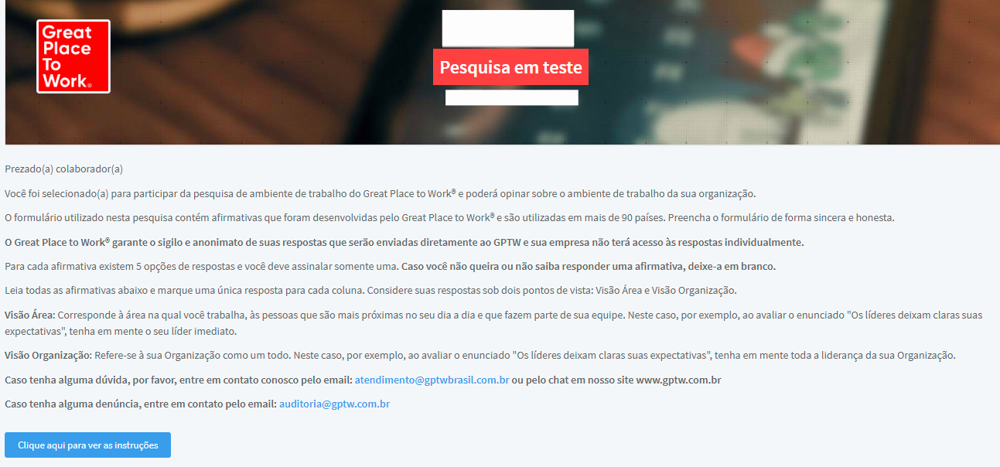 Great
Place
To
Work®
Pesquisa em teste
Prezado(a) colaborador(a)
Você foi selecionado(a) para participar da pesquisa de ambiente de trabalho do Great Place to Work® e poderá opinar sobre o ambiente de trabalho da sua organização.
O formulário utilizado nesta pesquisa contém afirmativas que foram desenvolvidas pelo Great Place to Work® e são utilizadas em mais de 90 países. Preencha o formulário de forma sincera e honesta.
O Great Place to Work® garante o sigilo e anonimato de suas respostas que serão enviadas diretamente ao GPTW e sua empresa não terá acesso às respostas individualmente.
Para cada afirmativa existem 5 opções de respostas e você deve assinalar somente uma. Caso você não queira ou não saiba responder uma afirmativa, deixe-a em branco.
Leia todas as afirmativas abaixo e marque uma única resposta para cada coluna. Considere suas respostas sob dois pontos de vista: Visão Área e Visão Organização.
Visão Área: Corresponde à área na qual você trabalha, às pessoas que são mais próximas no seu dia a dia e que fazem parte de sua equipe. Neste caso, por exemplo, ao avaliar o enunciado "Os líderes deixam claras suas
expectativas", tenha em mente o seu líder imediato.
Visão Organização: Refere-se à sua Organização como um todo. Neste caso, por exemplo, ao avaliar o enunciado "Os líderes deixam claras suas expectativas", tenha em mente toda a liderança da sua Organização.
Caso tenha alguma dúvida, por favor, entre em contato conosco pelo email: atendimento@gptwbrasil.com.br ou pelo chat em nosso site www.gptw.com.br
Caso tenha alguma denúncia, entre em contato pelo email: auditoria@gptw.com.br
Clique aqui para ver as instruções